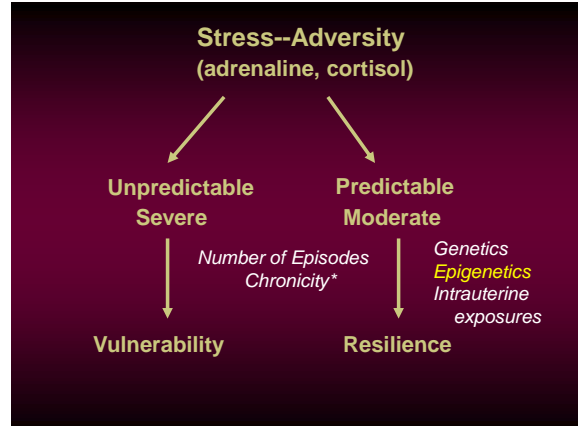 Stress--Adversity
(adrenaline, cortisol)
Unpredictable
Severe
Predictable
Moderate
Number of Episodes
Chronicity*
Genetics
Epigenetics
Intrauterine
exposures
Vulnerability
Resilience